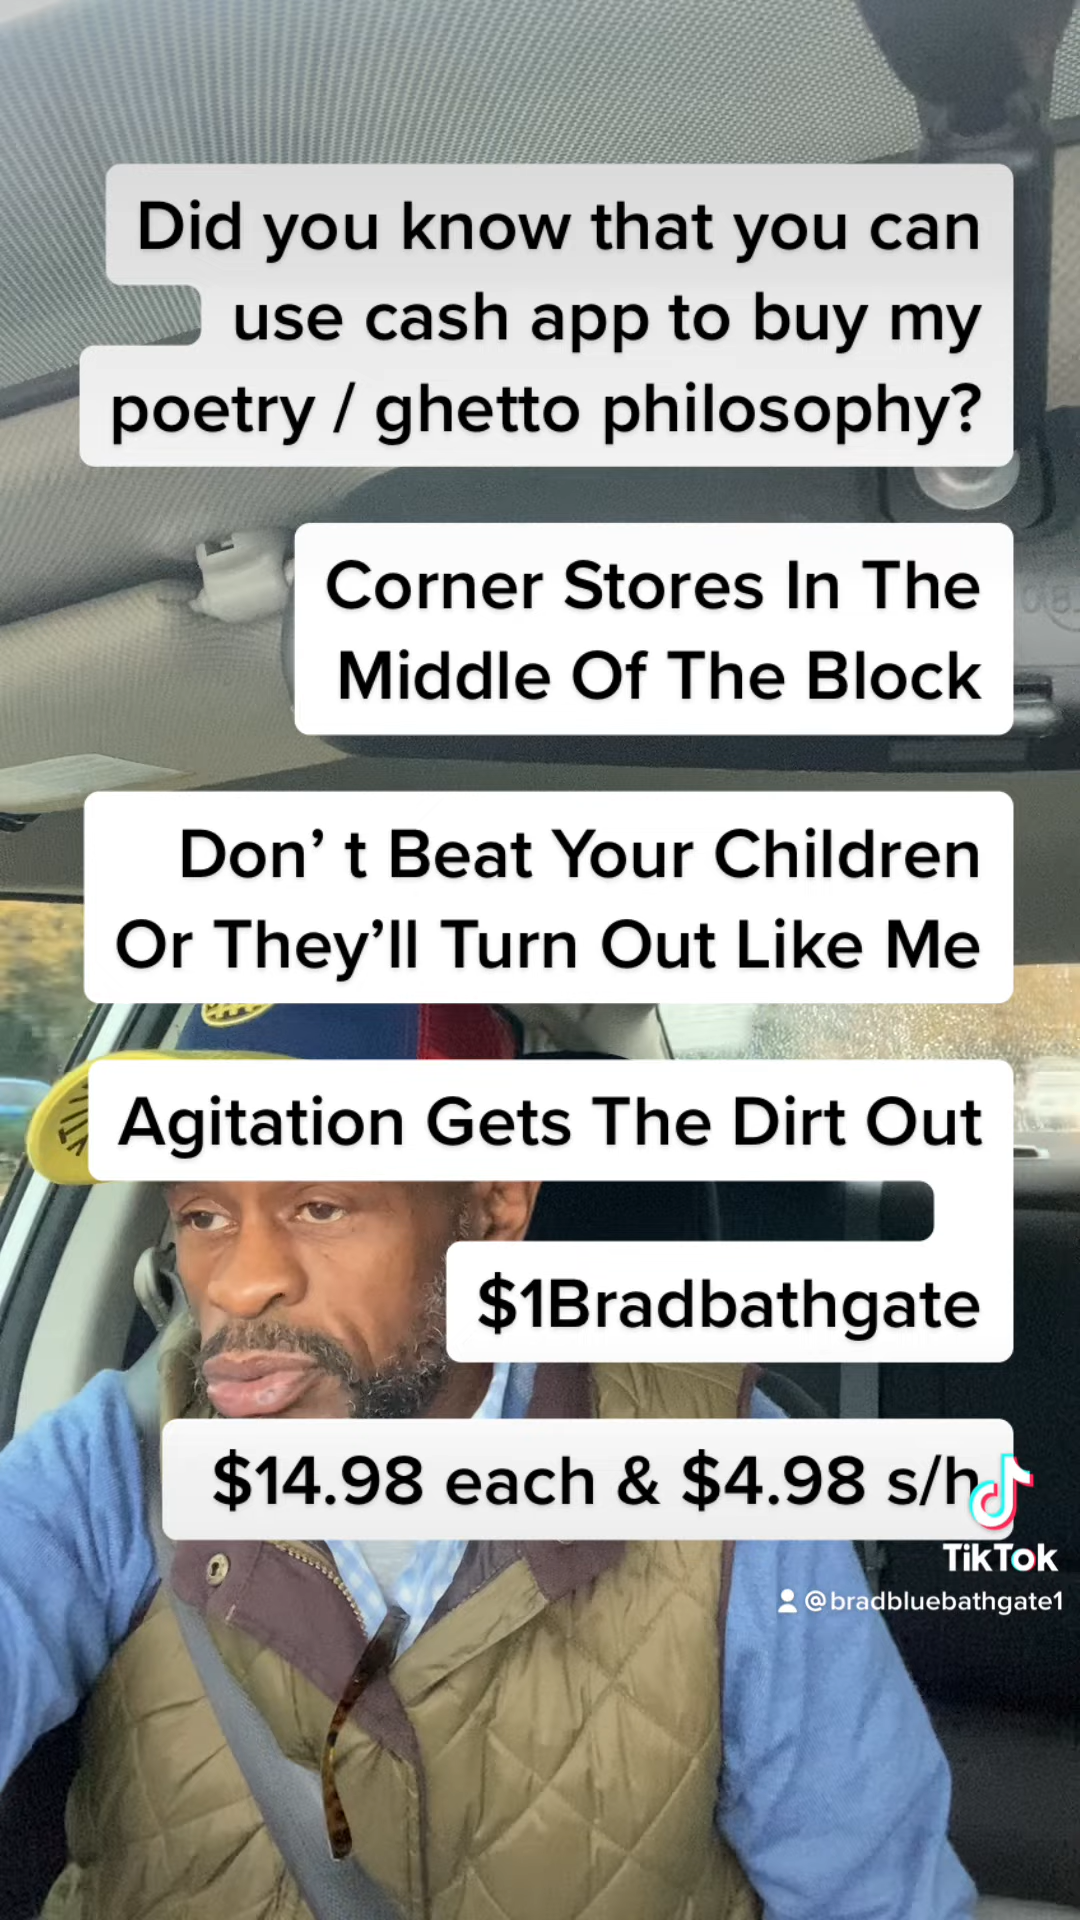 Did you know that you can
use cash app to buy my
poetry / ghetto philosophy?
Corner Stores In The
Middle Of The Block
Don’ t Beat Your Children
Or They’ll Turn Out Like Me
Agitation Gets The Dirt Out
$1Bradbathgate
$14.98 each & $4.98 s/h
TikTok
@bradbluebathgate1